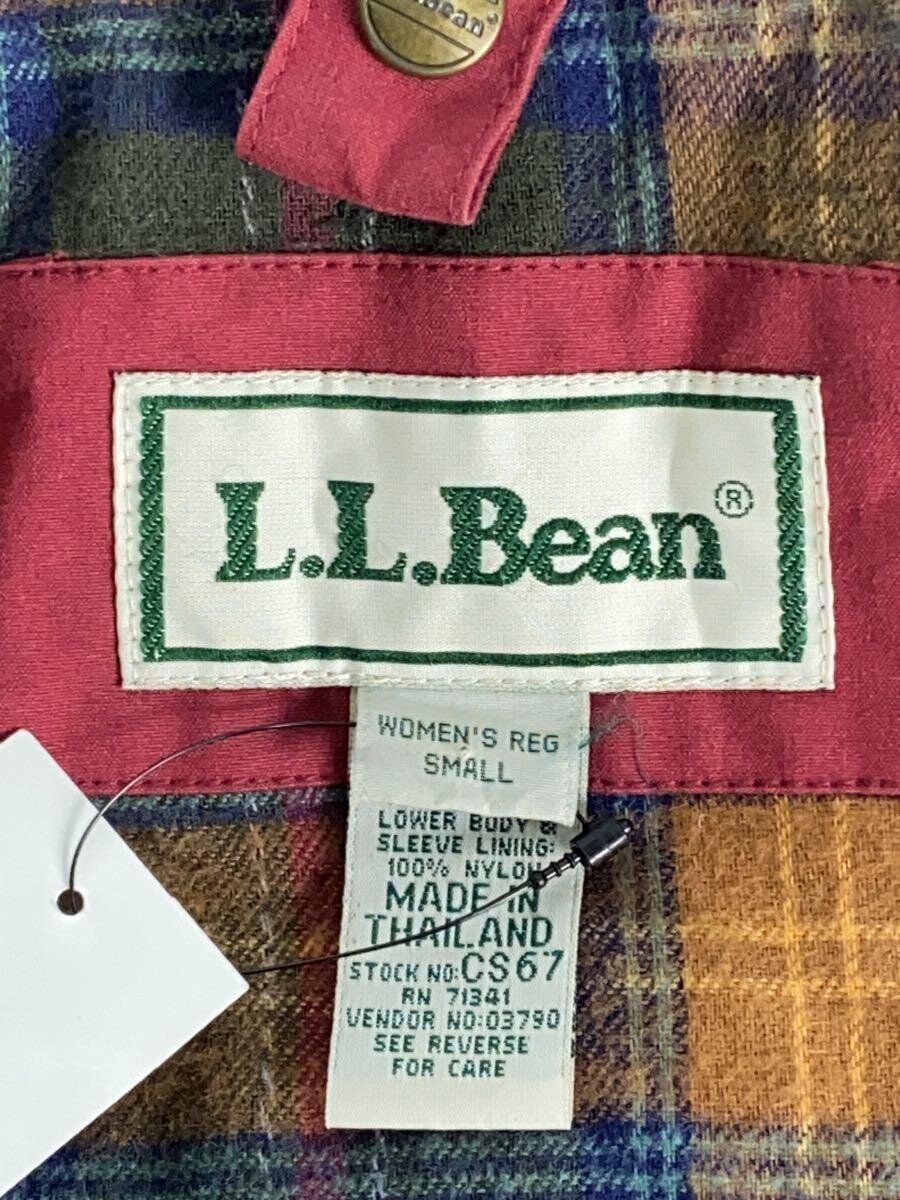 L.L.Bean®
WOMEN'S REG
SMALL
LOWER BODY &
SLEEVE LINING:
100% NYLON
MADE IN
THAILAND
STOCK NO: CS67
RN 71341
VENDOR NO: 03790
SEE REVERSE
FOR CARE